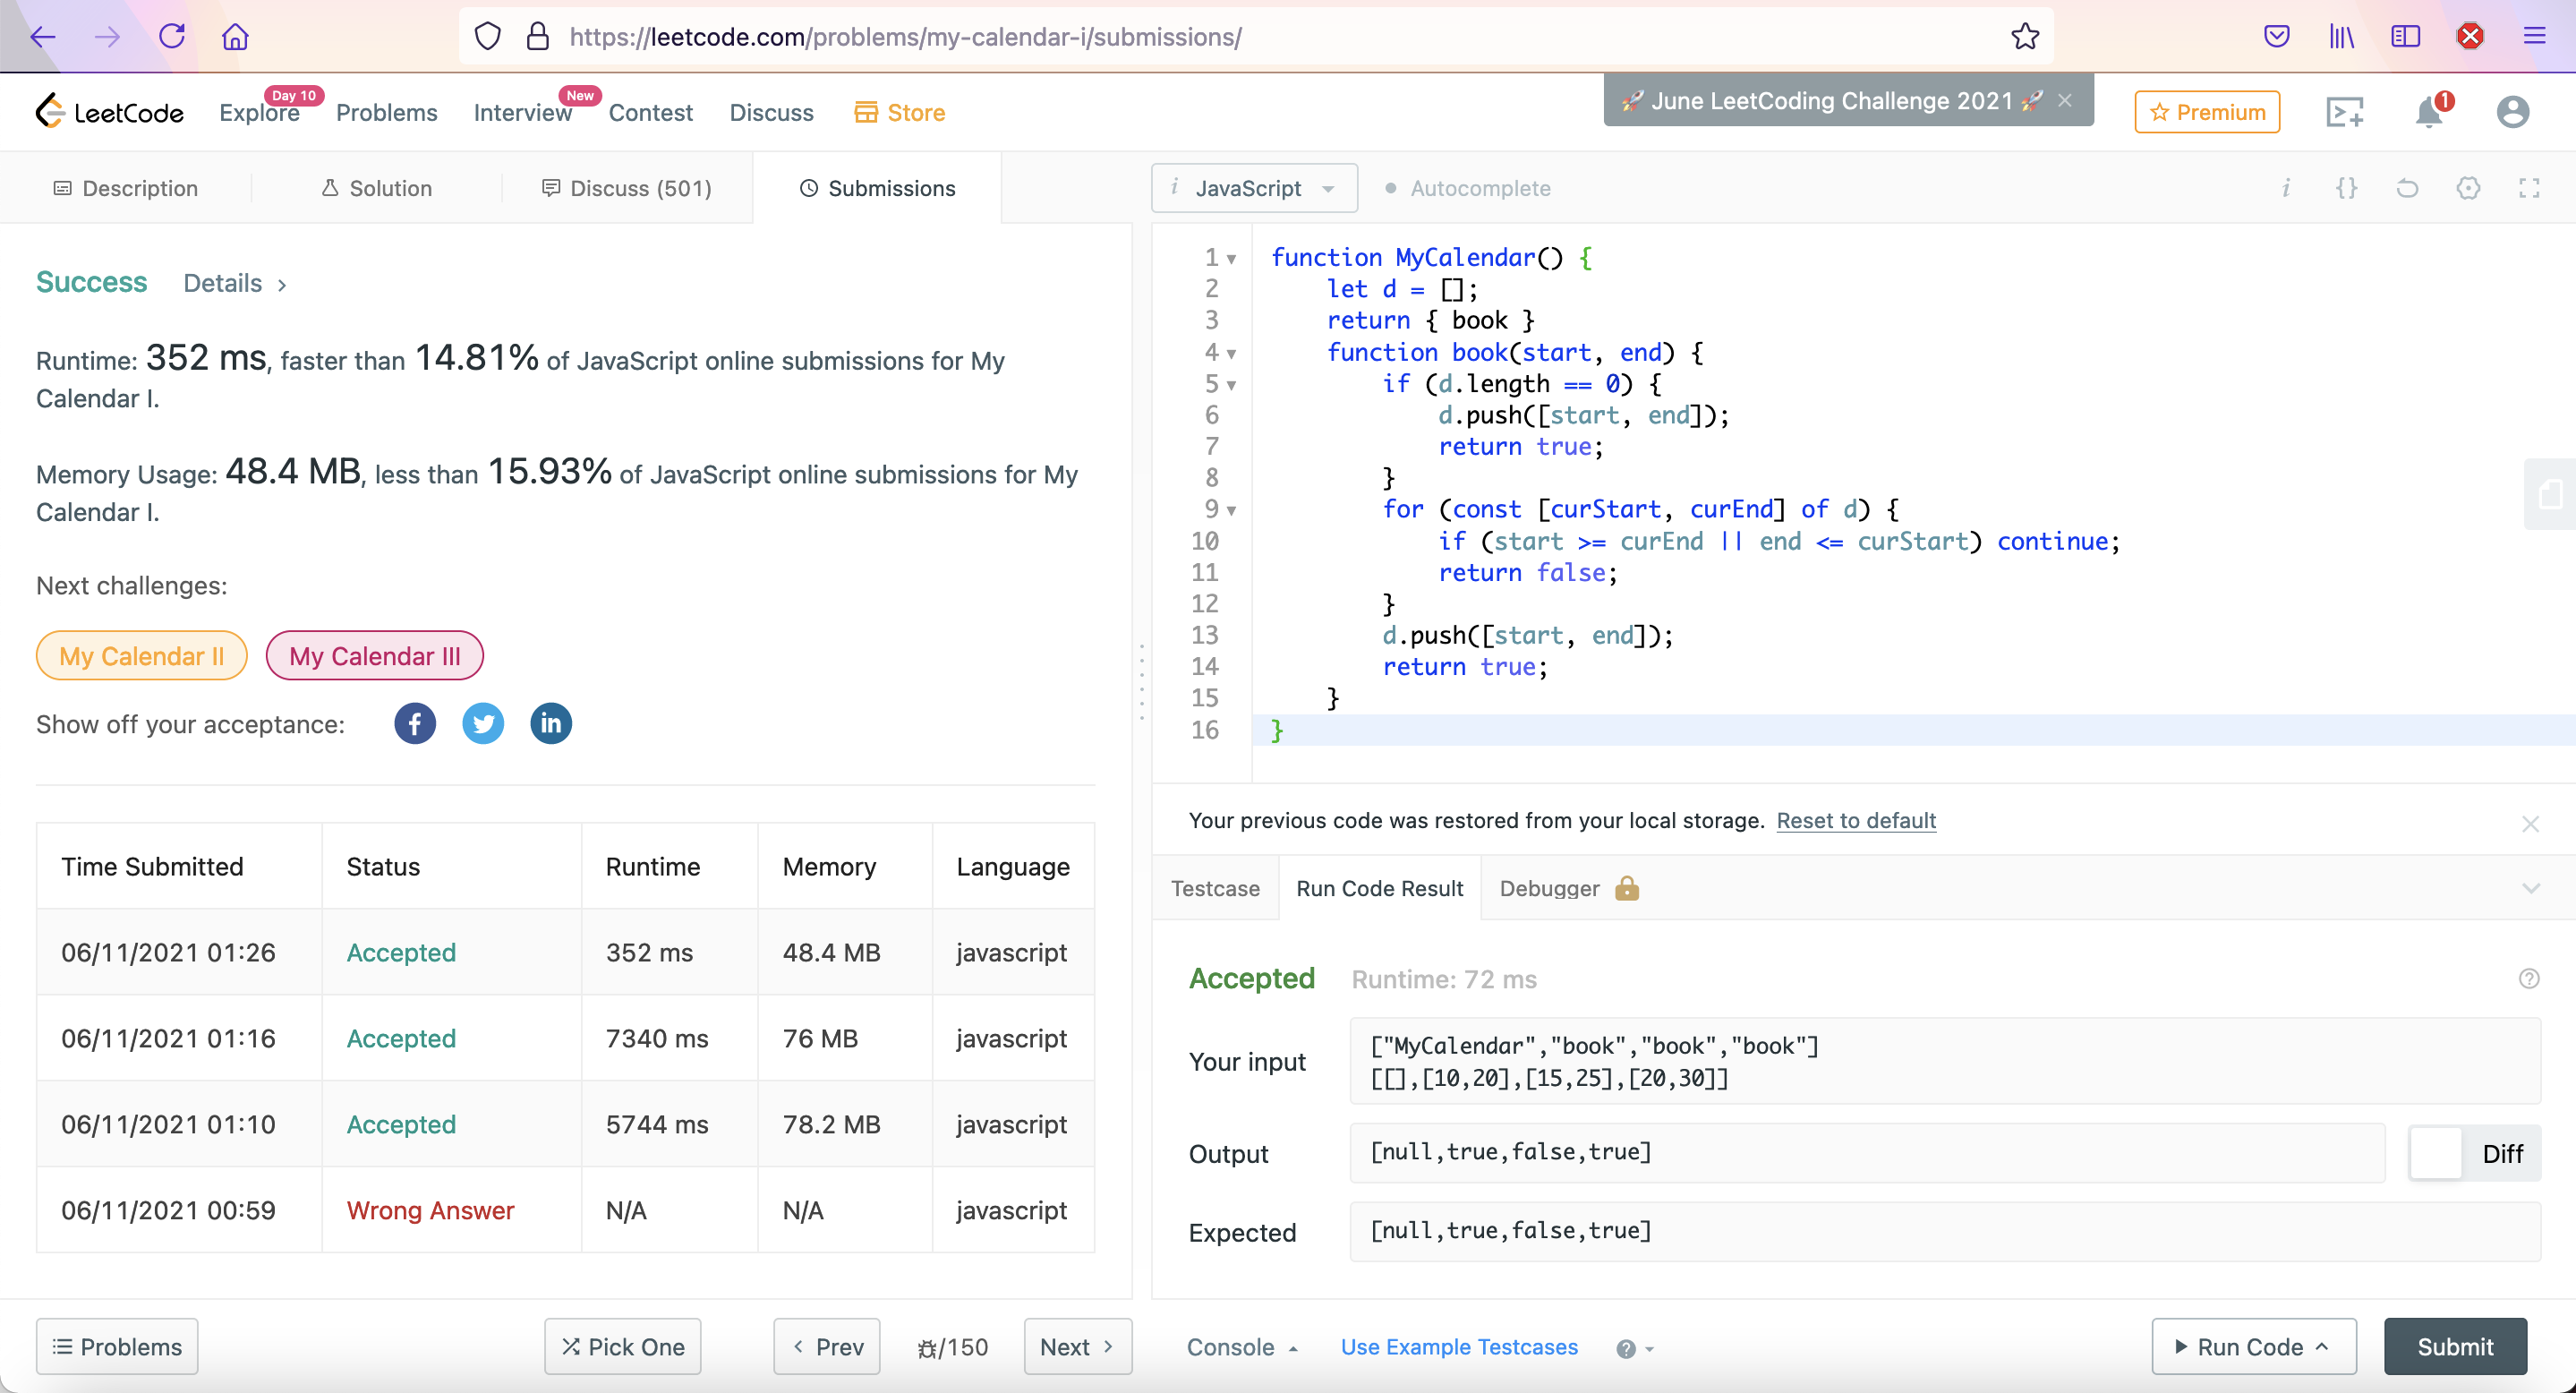 https://leetcode.com/problems/my-calendar-i/submissions/
LeetCode
Explore
Day 10
Problems
Interview
New
Contest
Discuss
Store
🚀 June LeetCoding Challenge 2021 🚀 ×
Premium
1
Description
Solution
Discuss (501)
Submissions
i JavaScript
Autocomplete
Success Details >
Runtime: 352 ms, faster than 14.81% of JavaScript online submissions for My
Calendar I.
Memory Usage: 48.4 MB, less than 15.93% of JavaScript online submissions for My
Calendar I.
Next challenges:
My Calendar II
My Calendar III
Show off your acceptance:
Time Submitted Status Runtime Memory Language
06/11/2021 01:26 Accepted 352 ms 48.4 MB javascript
06/11/2021 01:16 Accepted 7340 ms 76 MB javascript
06/11/2021 01:10 Accepted 5744 ms 78.2 MB javascript
06/11/2021 00:59 Wrong Answer N/A N/A javascript
1 function MyCalendar() {
2     let d = [];
3     return { book }
4     function book(start, end) {
5         if (d.length == 0) {
6             d.push([start, end]);
7             return true;
8         }
9         for (const [curStart, curEnd] of d) {
10             if (start >= curEnd || end <= curStart) continue;
11             return false;
12         }
13         d.push([start, end]);
14         return true;
15     }
16 }
Your previous code was restored from your local storage. Reset to default
Testcase
Run Code Result
Debugger
Accepted Runtime: 72 ms
Your input
["MyCalendar","book","book","book"]
[[],[10,20],[15,25],[20,30]]
Output
[null,true,false,true]
Diff
Expected
[null,true,false,true]
Problems
Pick One
< Prev
/150
Next >
Console
Use Example Testcases
Run Code
Submit